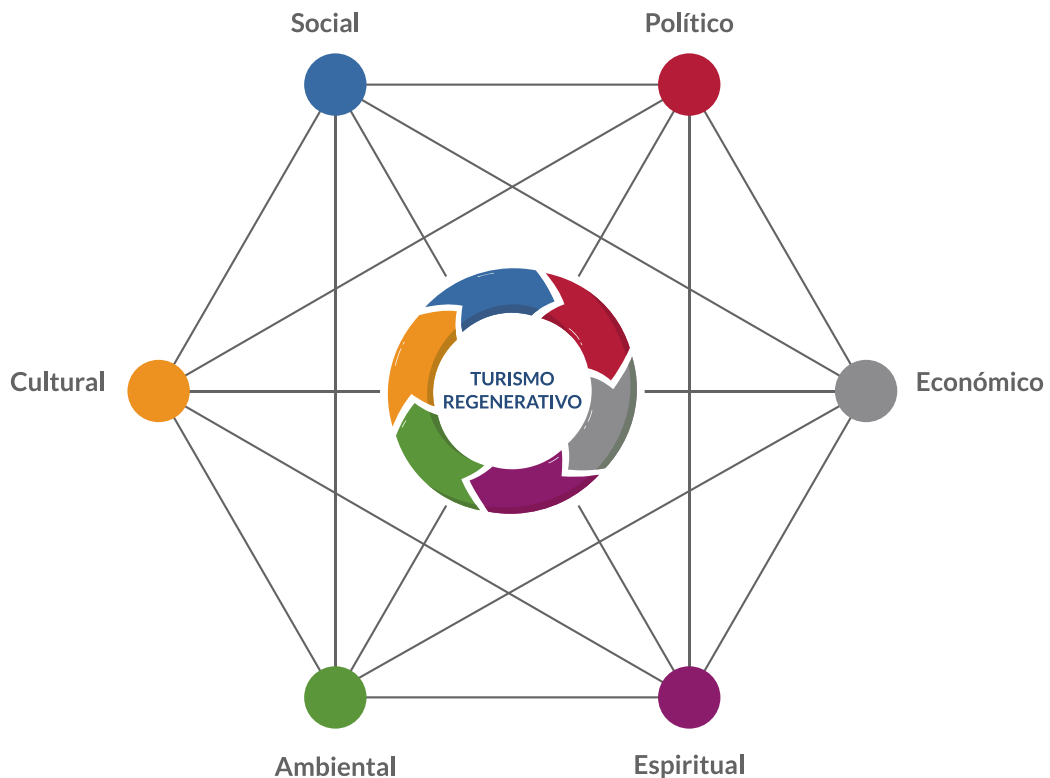 Social
Político
Cultural
TURISMO
REGENERATIVO
Económico
Ambiental
Espiritual